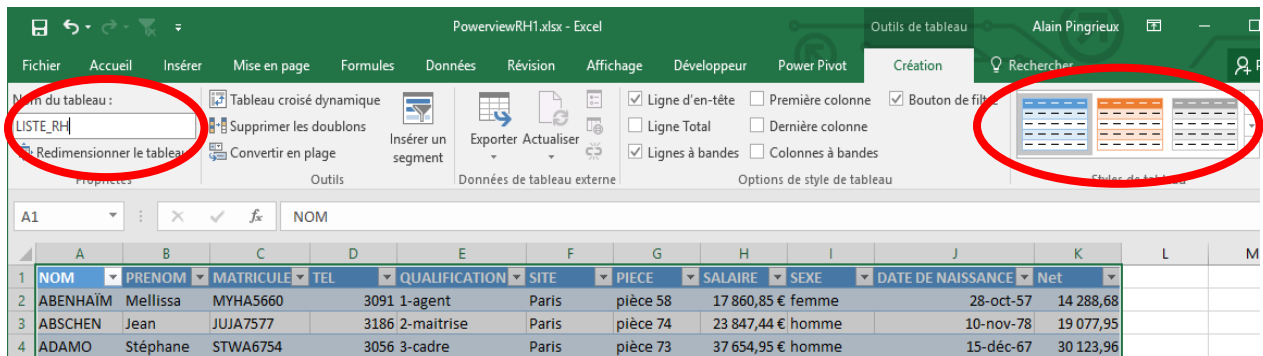 PowerviewRH1.xlsx - Excel
Outils de tableau
Alain Pingrieux
Fichier Accueil Insérer Mise en page Formules Données Révision Affichage Développeur Power Pivot Création Rechercher
Nom du tableau :
LISTE_RH
Redimensionner le tableau
Propriétés
Tableau croisé dynamique
Supprimer les doublons
Convertir en plage
Insérer un
segment
Outils
Exporter Actualiser
Données de tableau externe
Ligne d'en-tête Première colonne Bouton de filtre
Ligne Total Dernière colonne
Lignes à bandes Colonnes à bandes
Options de style de tableau
Styles de tableau
A1 fx NOM
A B C D E F G H I J K L M
1 NOM PRENOM MATRICULE TEL QUALIFICATION SITE PIECE SALAIRE SEXE DATE DE NAISSANCE Net
2 ABENHAÏM Mellissa MYHA5660 3091 1-agent Paris pièce 58 17 860,85 € femme 28-oct-57 14 288,68
3 ABSCHEN Jean JUJA7577 3186 2-maitrise Paris pièce 74 23 847,44 € homme 10-nov-78 19 077,95
4 ADAMO Stéphane STWA6754 3056 3-cadre Paris pièce 73 37 654,95 € homme 15-déc-67 30 123,96